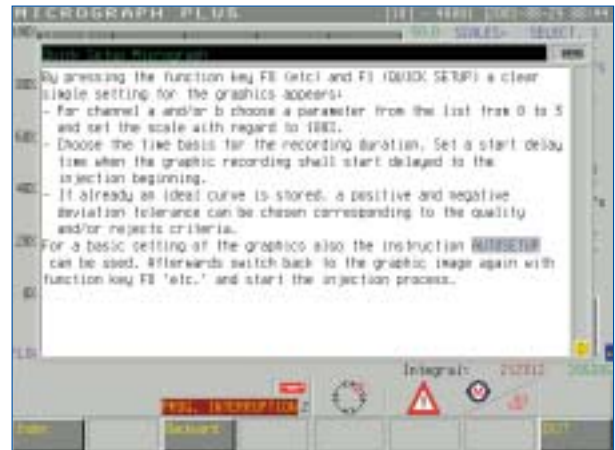 MICROGRAPH PLUS
SCALES- SELECT.
Quick Setup Micrograph
By pressing the function key F8 (etc) and F1 (QUICK SETUP) a clear
simple setting for the graphics appears:
- For channel a and/or b choose a parameter from the list from 0 to 5
and set the scale with regard to 100%.
- Choose the time basis for the recording duration. Set a start delay
time when the graphic recording shall start delayed to the
injection beginning.
- If already an ideal curve is stored, a positive and negative
deviation tolerance can be chosen corresponding to the quality
and/or rejects criteria.
For a basic setting of the graphics also the instruction AUTOSETUP
can be used. Afterwards switch back to the graphic image again with
function key F8 'etc.' and start the injection process.
Integral:
PROG. INTERRUPTION
Index
Backward
QUIT